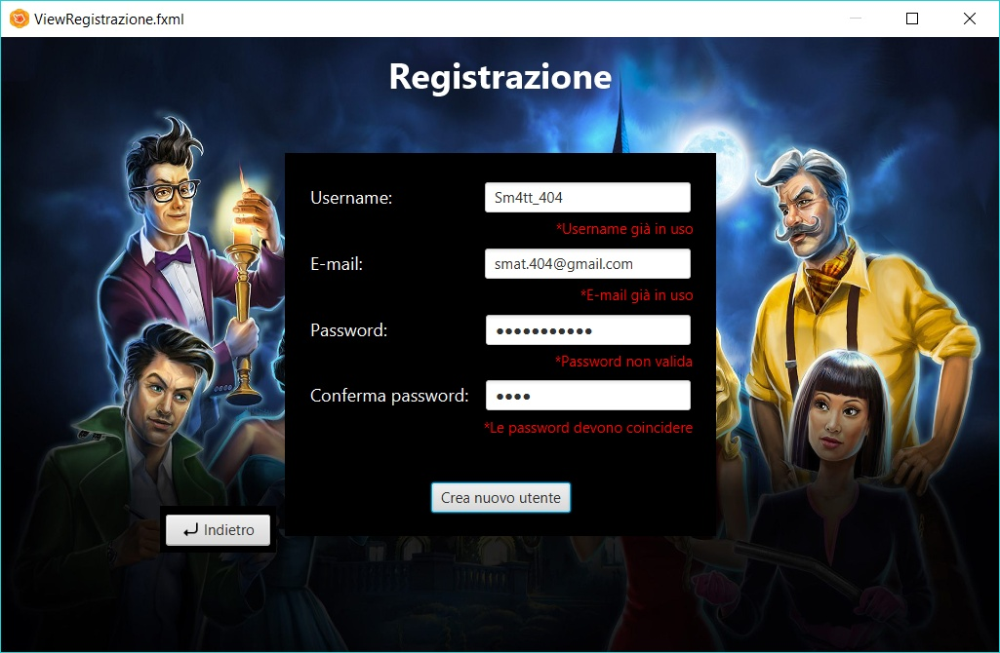 ViewRegistrazione.fxml
Registrazione
Username: Sm4tt_404
*Username già in uso
E-mail: smat.404@gmail.com
*E-mail già in uso
Password: ●●●●●●●●●●●
*Password non valida
Conferma password: ●●●●
*Le password devono coincidere
Crea nuovo utente
Indietro